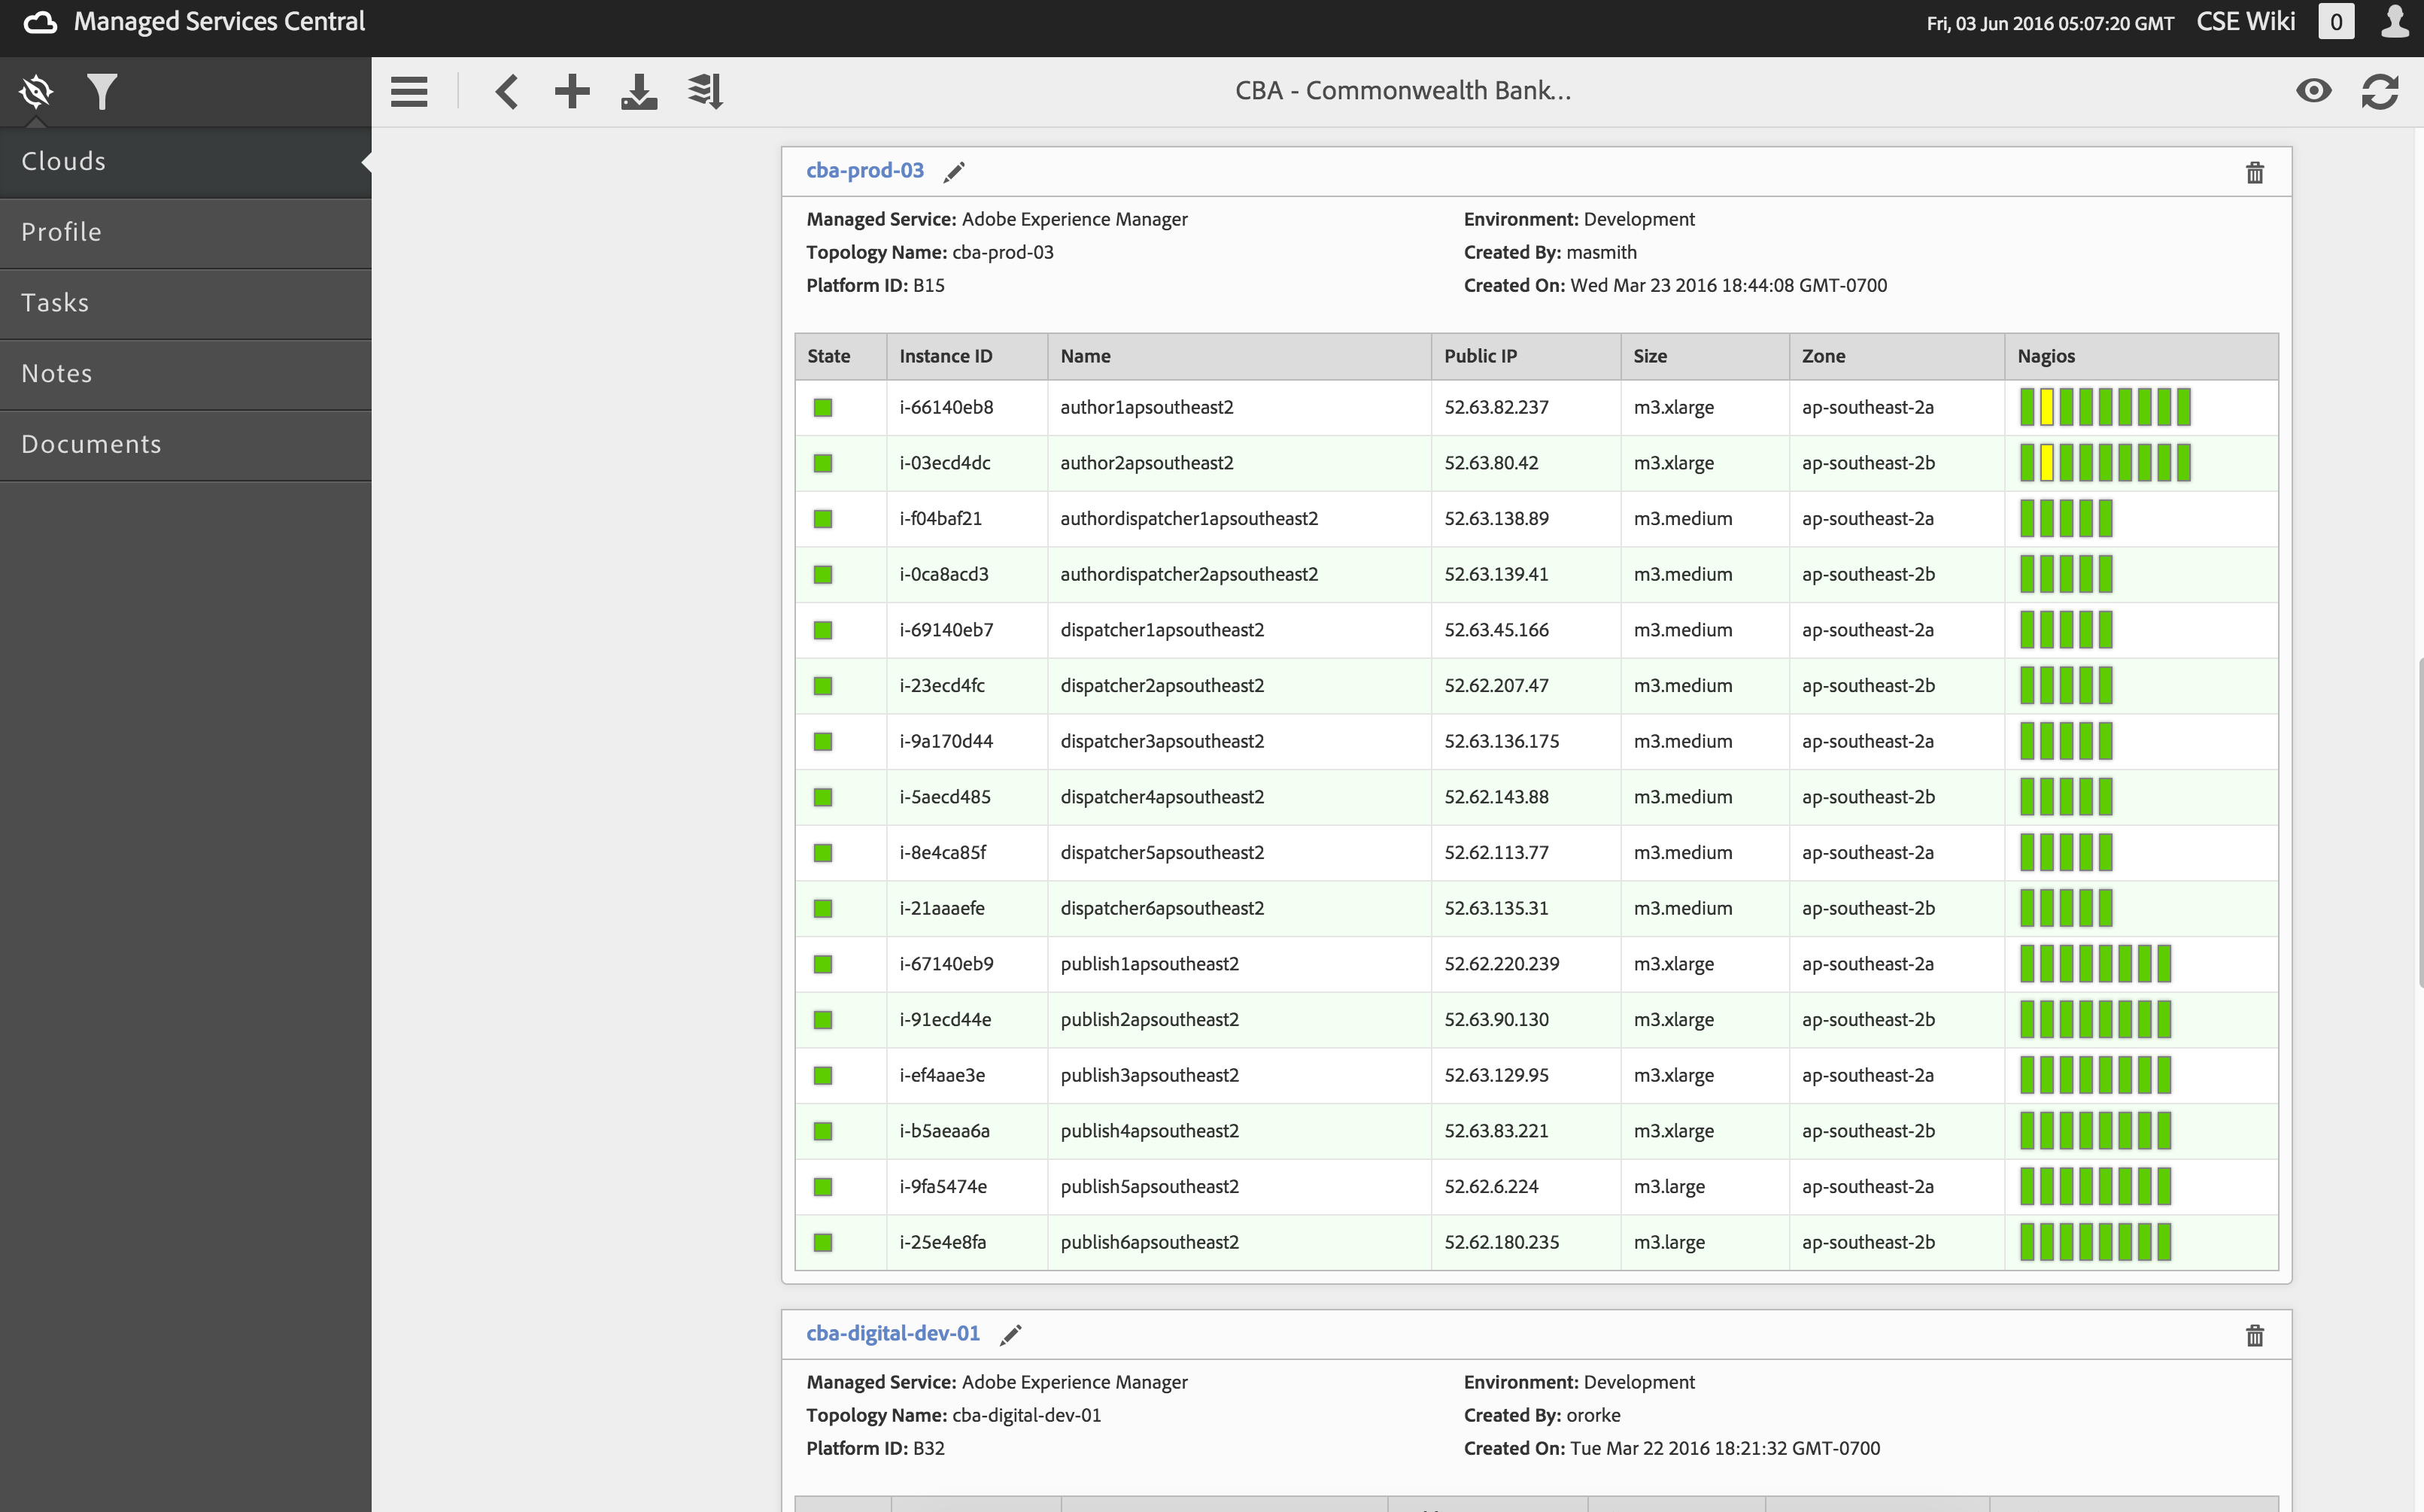 Managed Services Central
Fri, 03 Jun 2016 05:07:20 GMT CSE Wiki 0
CBA - Commonwealth Bank...
Clouds
Profile
Tasks
Notes
Documents
cba-prod-03
Managed Service: Adobe Experience Manager Environment: Development
Topology Name: cba-prod-03 Created By: masmith
Platform ID: B15 Created On: Wed Mar 23 2016 18:44:08 GMT-0700
State Instance ID Name Public IP Size Zone Nagios
i-66140eb8 author1apsoutheast2 52.63.82.237 m3.xlarge ap-southeast-2a
i-03ecd4dc author2apsoutheast2 52.63.80.42 m3.xlarge ap-southeast-2b
i-f04baf21 authordispatcher1apsoutheast2 52.63.138.89 m3.medium ap-southeast-2a
i-0ca8acd3 authordispatcher2apsoutheast2 52.63.139.41 m3.medium ap-southeast-2b
i-69140eb7 dispatcher1apsoutheast2 52.63.45.166 m3.medium ap-southeast-2a
i-23ecd4fc dispatcher2apsoutheast2 52.62.207.47 m3.medium ap-southeast-2b
i-9a170d44 dispatcher3apsoutheast2 52.63.136.175 m3.medium ap-southeast-2a
i-5aecd485 dispatcher4apsoutheast2 52.62.143.88 m3.medium ap-southeast-2b
i-8e4ca85f dispatcher5apsoutheast2 52.62.113.77 m3.medium ap-southeast-2a
i-21aaaefe dispatcher6apsoutheast2 52.63.135.31 m3.medium ap-southeast-2b
i-67140eb9 publish1apsoutheast2 52.62.220.239 m3.xlarge ap-southeast-2a
i-91ecd44e publish2apsoutheast2 52.63.90.130 m3.xlarge ap-southeast-2b
i-ef4aae3e publish3apsoutheast2 52.63.129.95 m3.xlarge ap-southeast-2a
i-b5aeaa6a publish4apsoutheast2 52.63.83.221 m3.xlarge ap-southeast-2b
i-9fa5474e publish5apsoutheast2 52.62.6.224 m3.large ap-southeast-2a
i-25e4e8fa publish6apsoutheast2 52.62.180.235 m3.large ap-southeast-2b
cba-digital-dev-01
Managed Service: Adobe Experience Manager Environment: Development
Topology Name: cba-digital-dev-01 Created By: ororke
Platform ID: B32 Created On: Tue Mar 22 2016 18:21:32 GMT-0700